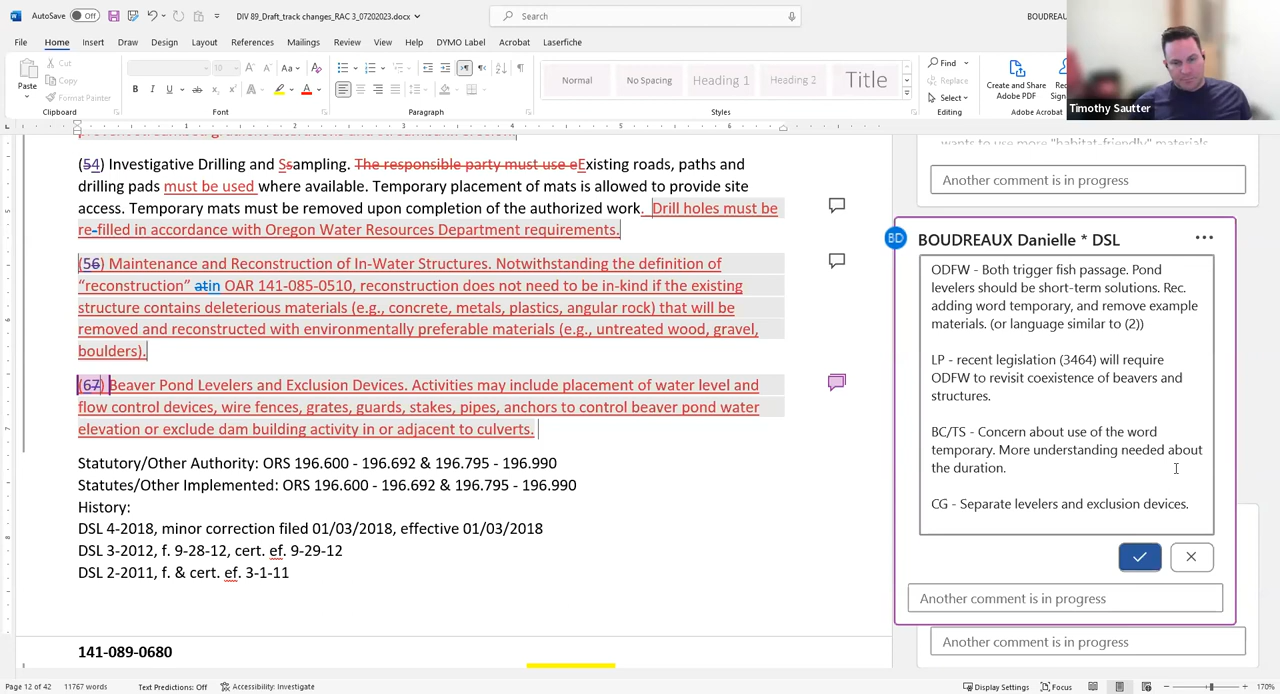 AutoSave Off DIV 89_Draft_track changes_RAC 3_07202023.docx Search BOUDREAUX
File Home Insert Draw Design Layout References Mailings Review View Help DYMO Label Acrobat Laserfiche
Paste Cut Copy Format Painter
Clipboard Font Paragraph Styles Editing
Normal No Spacing Heading 1 Heading 2 Title
Find Replace Select
Create and Share Adobe PDF
Timothy Sautter
(54) Investigative Drilling and Ssampling. The responsible party must use eExisting roads, paths and
drilling pads must be used where available. Temporary placement of mats is allowed to provide site
access. Temporary mats must be removed upon completion of the authorized work. Drill holes must be
re-filled in accordance with Oregon Water Resources Department requirements.
(56) Maintenance and Reconstruction of In-Water Structures. Notwithstanding the definition of
“reconstruction” atin OAR 141-085-0510, reconstruction does not need to be in-kind if the existing
structure contains deleterious materials (e.g., concrete, metals, plastics, angular rock) that will be
removed and reconstructed with environmentally preferable materials (e.g., untreated wood, gravel,
boulders).
(67) Beaver Pond Levelers and Exclusion Devices. Activities may include placement of water level and
flow control devices, wire fences, grates, guards, stakes, pipes, anchors to control beaver pond water
elevation or exclude dam building activity in or adjacent to culverts.
Statutory/Other Authority: ORS 196.600 - 196.692 & 196.795 - 196.990
Statutes/Other Implemented: ORS 196.600 - 196.692 & 196.795 - 196.990
History:
DSL 4-2018, minor correction filed 01/03/2018, effective 01/03/2018
DSL 3-2012, f. 9-28-12, cert. ef. 9-29-12
DSL 2-2011, f. & cert. ef. 3-1-11
141-089-0680
Another comment is in progress
BD BOUDREAUX Danielle * DSL
ODFW - Both trigger fish passage. Pond
levelers should be short-term solutions. Rec.
adding word temporary, and remove example
materials. (or language similar to (2))
LP - recent legislation (3464) will require
ODFW to revisit coexistence of beavers and
structures.
BC/TS - Concern about use of the word
temporary. More understanding needed about
the duration.
CG - Separate levelers and exclusion devices.
Another comment is in progress
Another comment is in progress
Page 12 of 42 11767 words Text Predictions: Off Accessibility: Investigate Display Settings Focus 170%